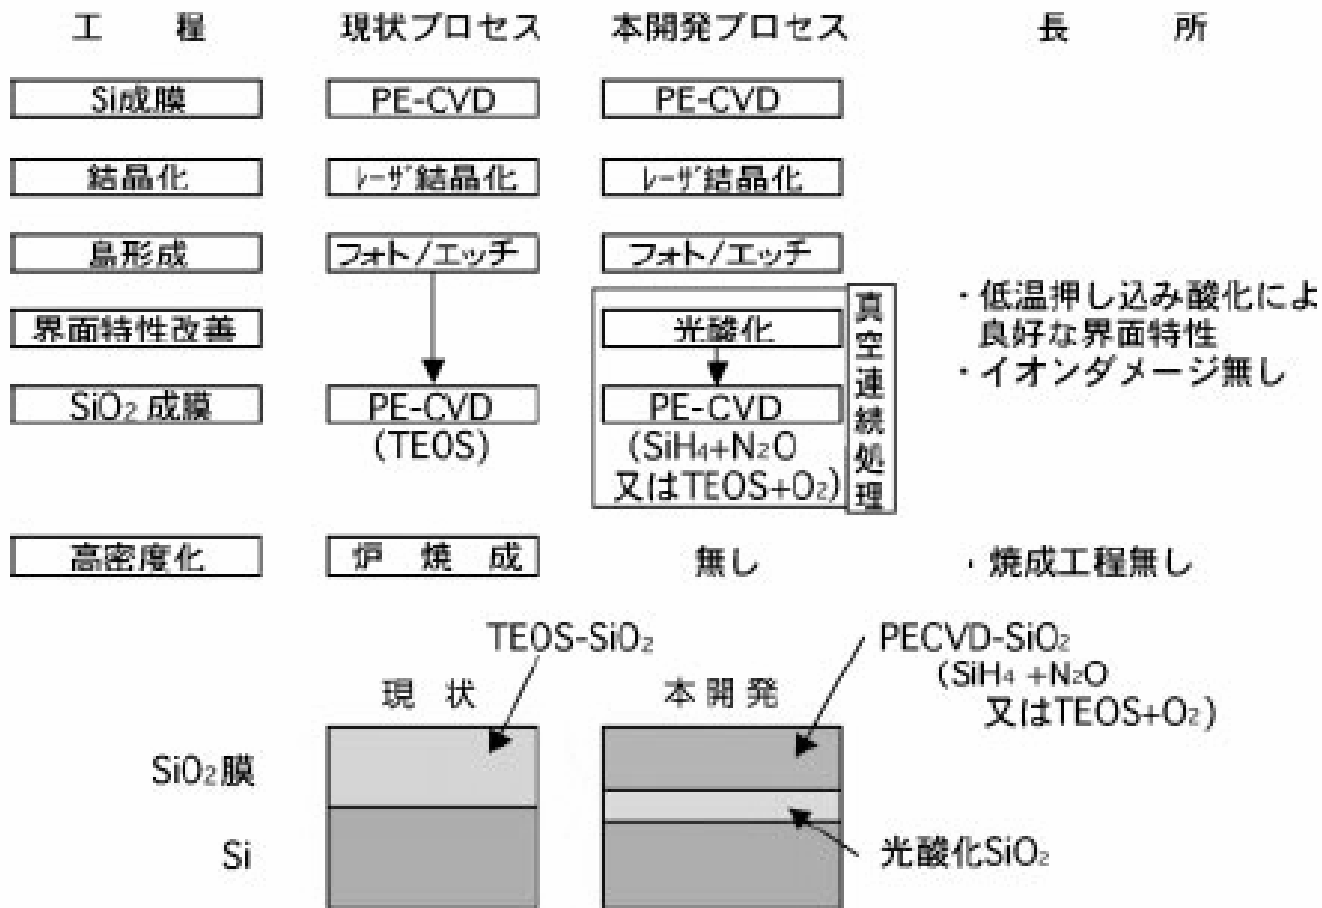 工 程 現状プロセス 本開発プロセス 長 所
Si成膜 PE-CVD PE-CVD
結晶化 ﾚｰｻﾞ結晶化 ﾚｰｻﾞ結晶化
島形成 フォト/エッチ フォト/エッチ
界面特性改善 光酸化
SiO₂ 成膜 PE-CVD PE-CVD
(TEOS) (SiH₄+N₂O
又はTEOS+O₂)
真空連続処理
・低温押し込み酸化によ
良好な界面特性
・イオンダメージ無し
高密度化 炉 焼 成 無し ・焼成工程無し
TEOS-SiO₂ PECVD-SiO₂
(SiH₄ +N₂O
又はTEOS+O₂)
現 状 本 開 発
SiO₂膜
Si 光酸化SiO₂